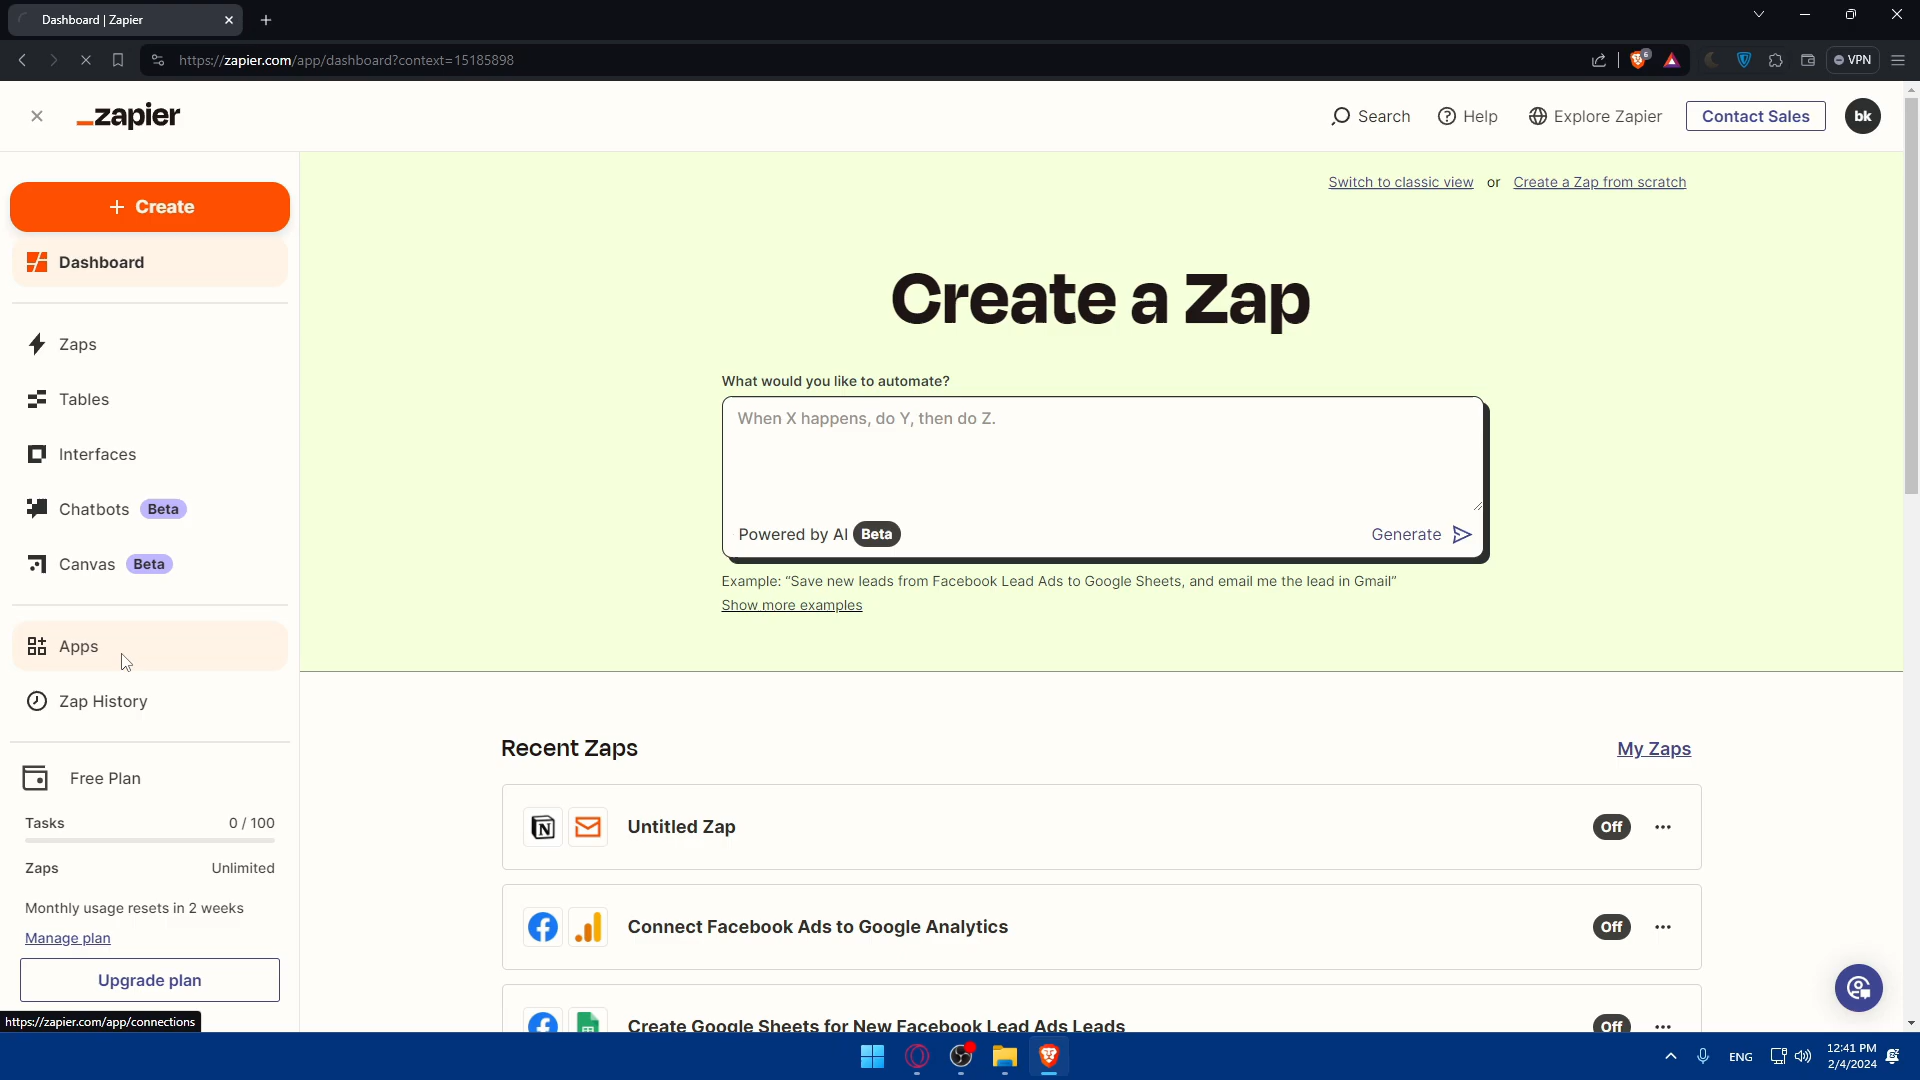 Dashboard | Zapier
https://zapier.com/app/dashboard?context=15185898
6
VPN
zapier
Search
Help
Explore Zapier
Contact Sales
bk
Create
Switch to classic view or Create a Zap from scratch
Dashboard
Create a Zap
Zaps
What would you like to automate?
Tables
When X happens, do Y, then do Z.
Interfaces
Chatbots Beta
Powered by AI Beta
Generate
Canvas Beta
Example: “Save new leads from Facebook Lead Ads to Google Sheets, and email me the lead in Gmail”
Show more examples
Apps
Zap History
Recent Zaps
My Zaps
Free Plan
Tasks 0 / 100
Untitled Zap
Off
Zaps Unlimited
Monthly usage resets in 2 weeks
Connect Facebook Ads to Google Analytics
Off
Manage plan
Upgrade plan
https://zapier.com/app/connections
Create Google Sheets for New Facebook Lead Ads Leads
Off
ENG
12:41 PM
2/4/2024